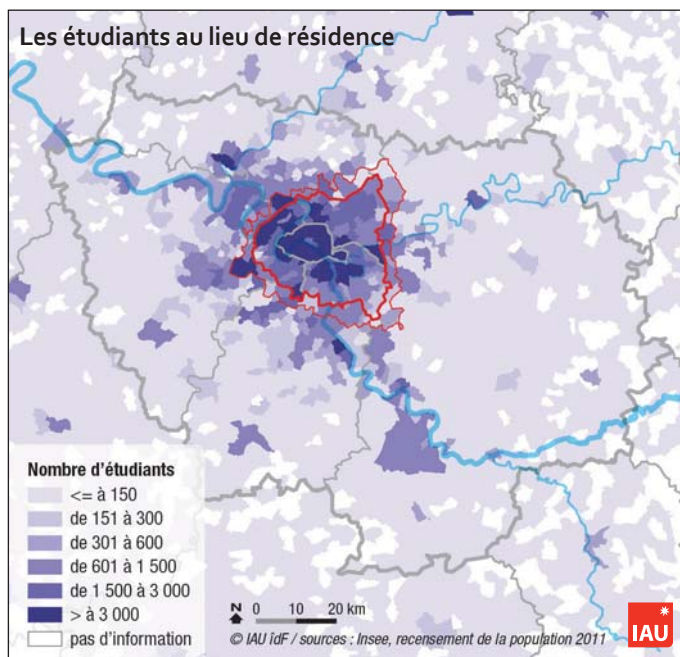 Les étudiants au lieu de résidence
Nombre d'étudiants
<= à 150
de 151 à 300
de 301 à 600
de 601 à 1 500
de 1 500 à 3 000
> à 3 000
pas d'information
N 0 10 20 km
© IAU îdF / sources : Insee, recensement de la population 2011
IAU